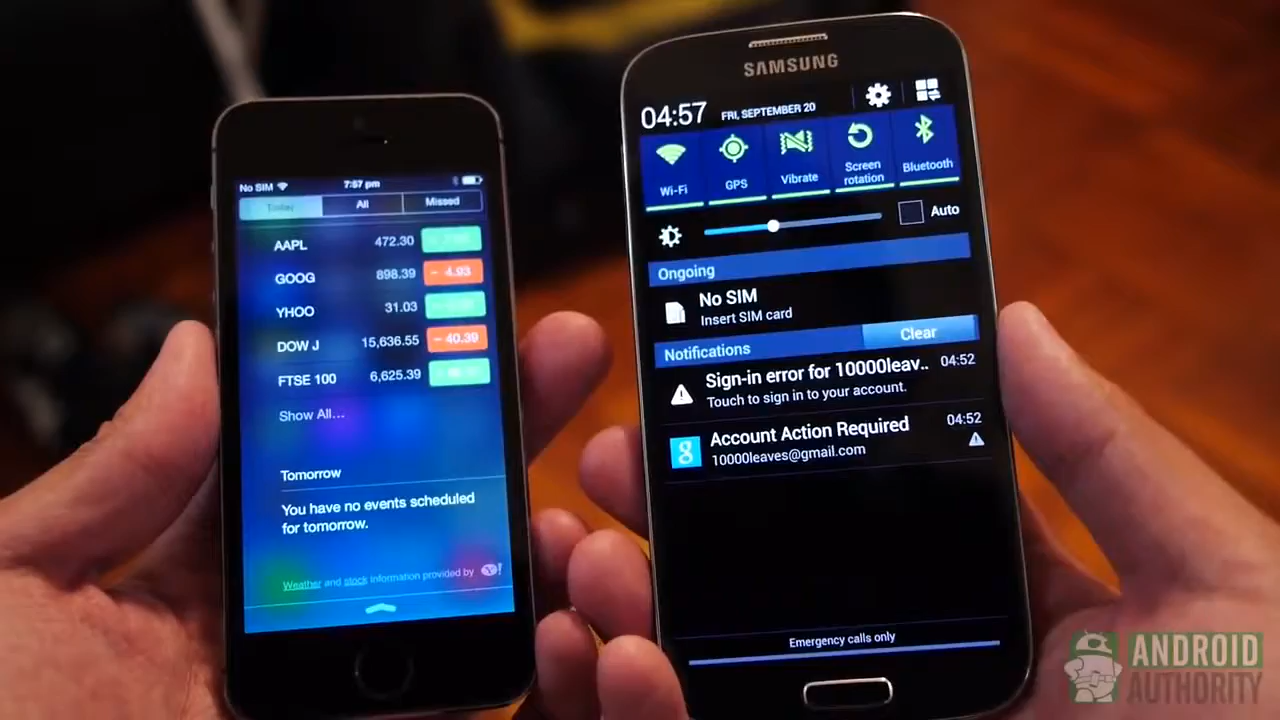 No SIM 7:57 pm
Today All Missed
AAPL 472.30
GOOG 898.39 - 4.93
YHOO 31.03
DOW J 15,636.55 - 40.39
FTSE 100 6,625.39
Show All...
Tomorrow
You have no events scheduled
for tomorrow.
Weather and stock information provided by Y!
SAMSUNG
04:57 FRI, SEPTEMBER 20
Wi-Fi GPS Vibrate Screen rotation Bluetooth
Auto
Ongoing
No SIM
Insert SIM card
Notifications Clear
Sign-in error for 10000leav.. 04:52
Touch to sign in to your account.
Account Action Required 04:52
g 10000leaves@gmail.com
Emergency calls only
ANDROID
AUTHORITY